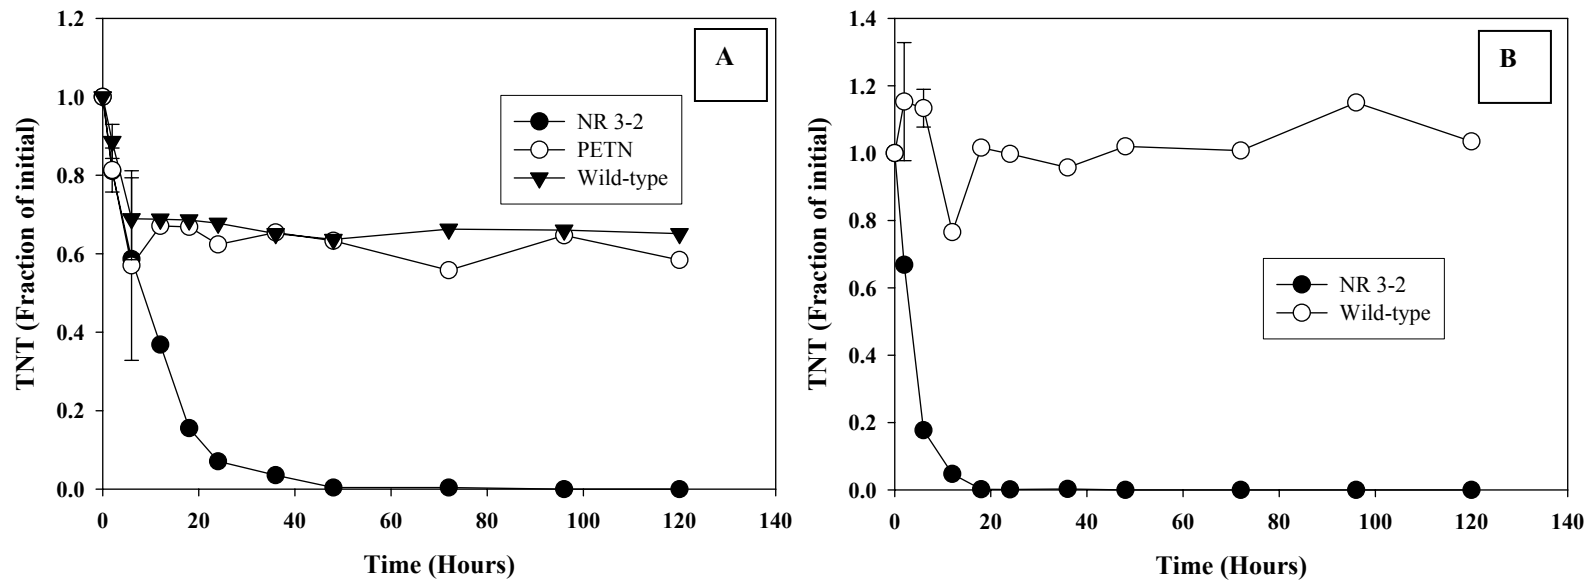 A
NR 3-2
PETN
Wild-type
TNT (Fraction of initial)
1.2
1.0
0.8
0.6
0.4
0.2
0.0
0 20 40 60 80 100 120 140
Time (Hours)
B
NR 3-2
Wild-type
TNT (Fraction of initial)
1.4
1.2
1.0
0.8
0.6
0.4
0.2
0.0
0 20 40 60 80 100 120 140
Time (Hours)